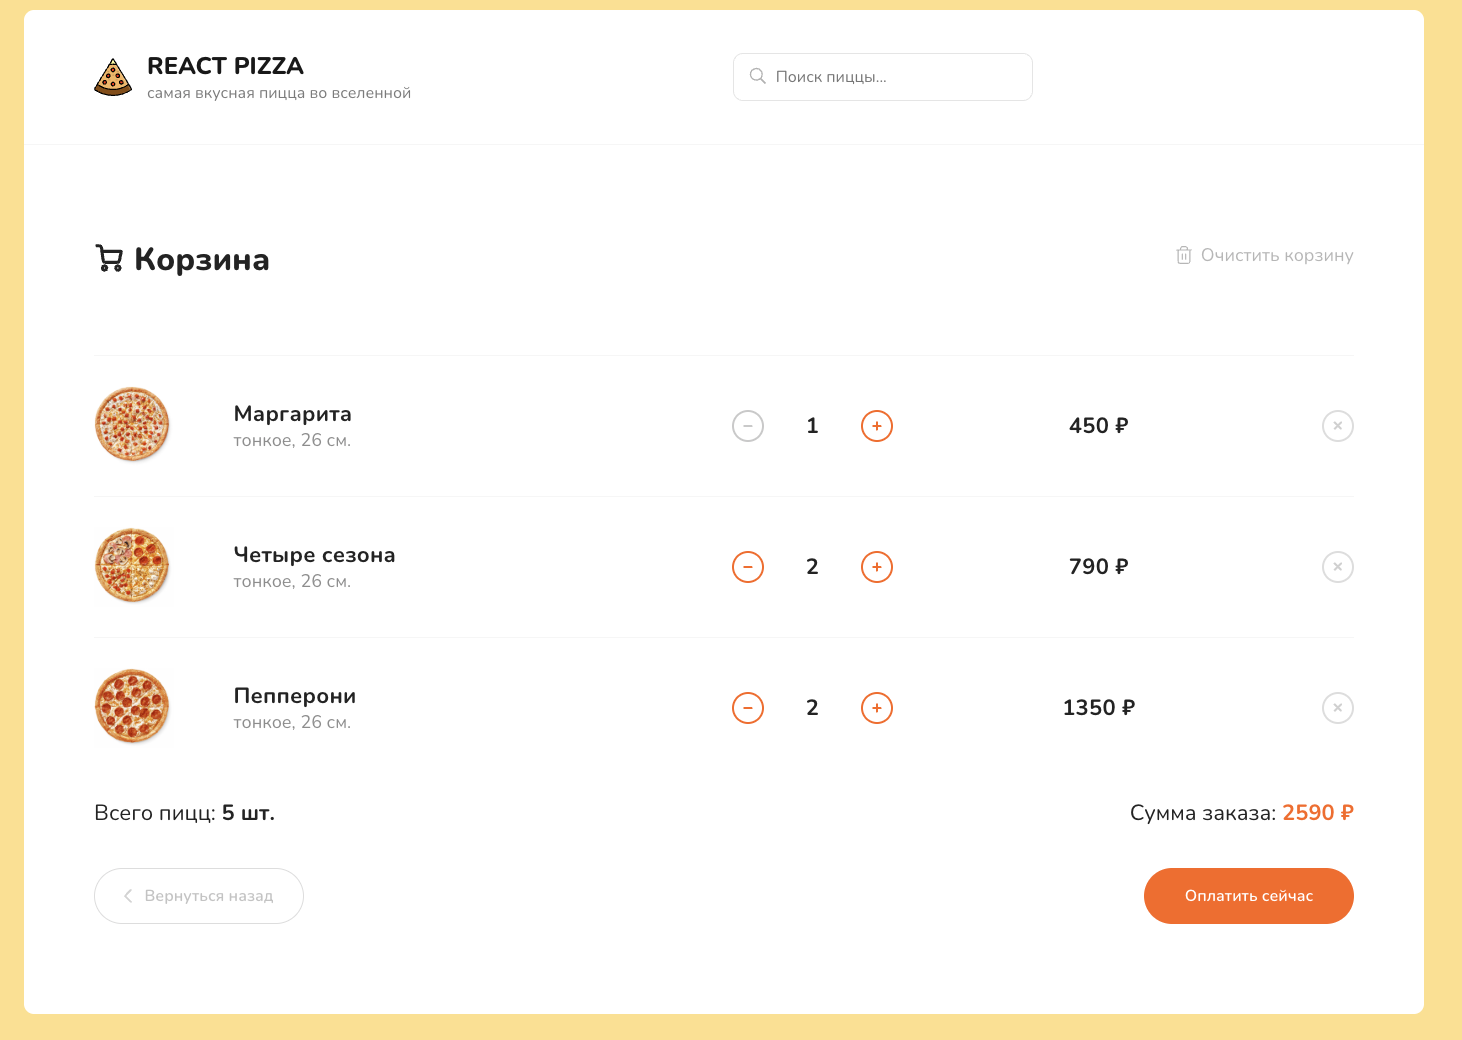 REACT PIZZA
самая вкусная пицца во вселенной
Поиск пиццы...
Корзина
Очистить корзину
Маргарита
тонкое, 26 см.
1
450 ₽
Четыре сезона
тонкое, 26 см.
2
790 ₽
Пепперони
тонкое, 26 см.
2
1350 ₽
Всего пицц: 5 шт.
Сумма заказа: 2590 ₽
Вернуться назад
Оплатить сейчас